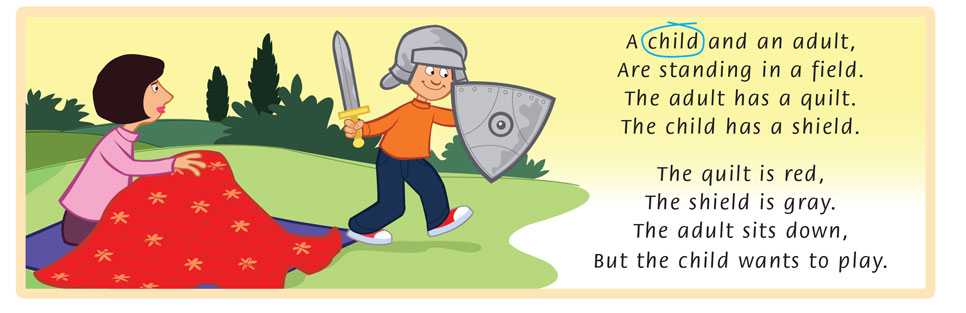 A child and an adult,
Are standing in a field.
The adult has a quilt.
The child has a shield.
The quilt is red,
The shield is gray.
The adult sits down,
But the child wants to play.